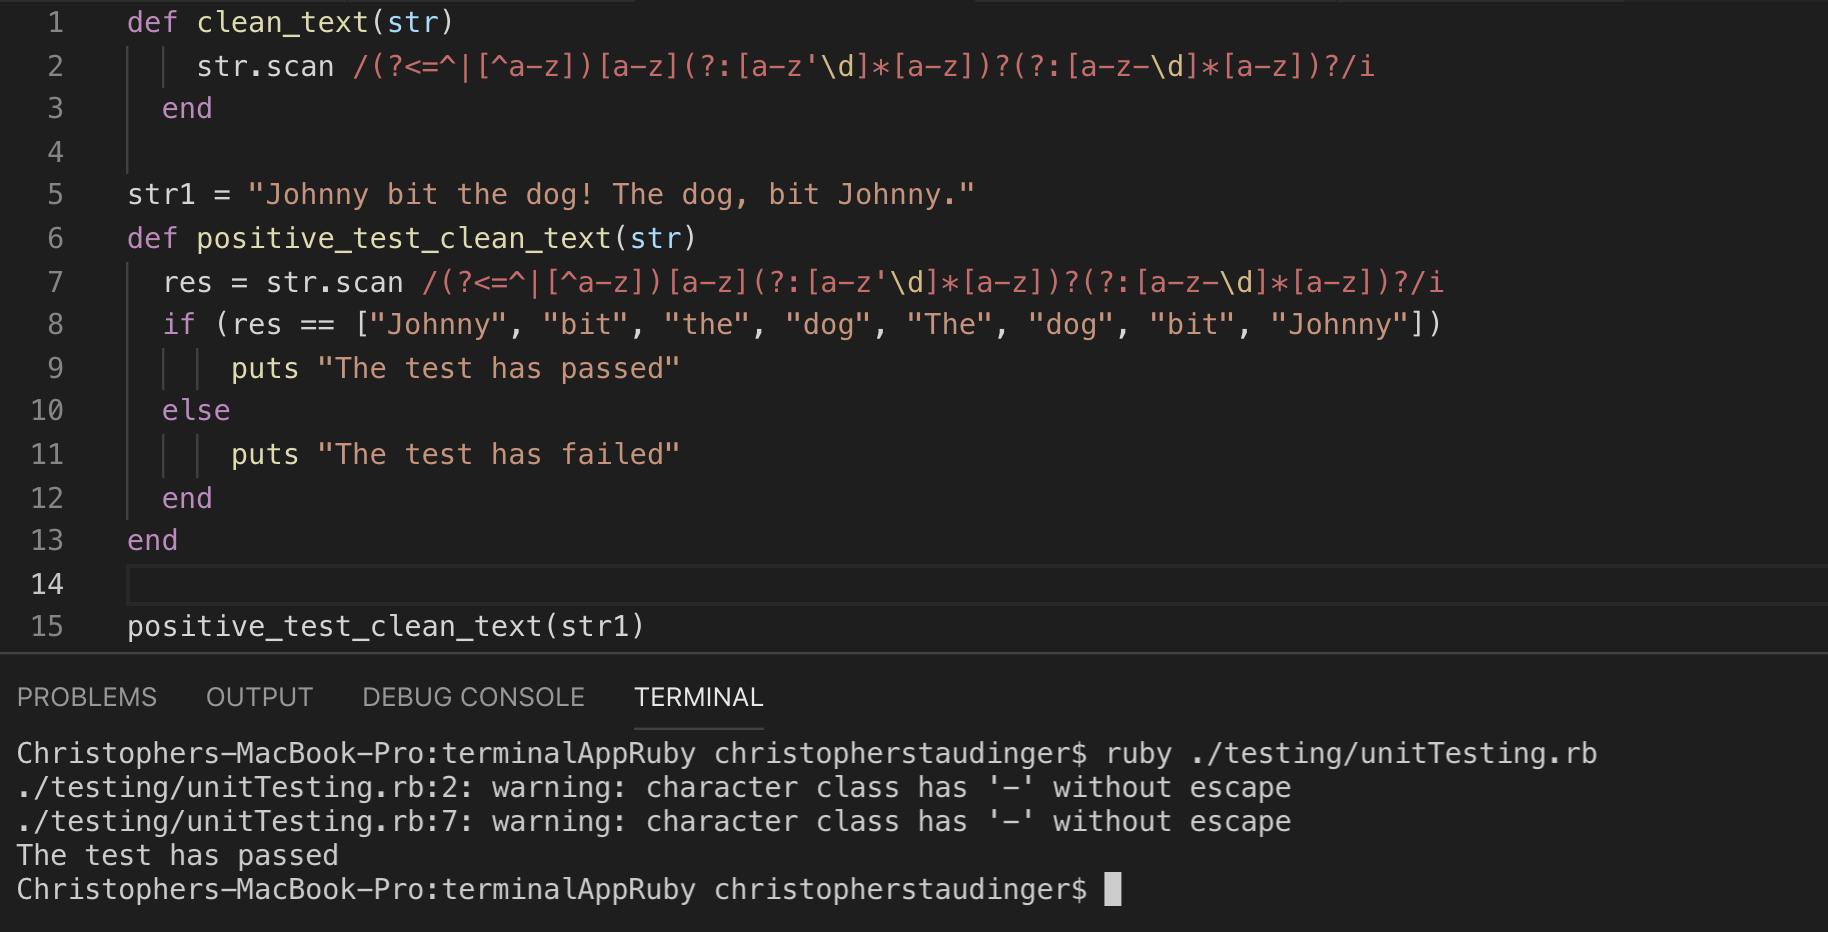 1 def clean_text(str)
2 str.scan /(?<=^|[^a-z])[a-z](?:[a-z'\d]*[a-z])?(?:[a-z-\d]*[a-z])?/i
3 end
4
5 str1 = "Johnny bit the dog! The dog, bit Johnny."
6 def positive_test_clean_text(str)
7 res = str.scan /(?<=^|[^a-z])[a-z](?:[a-z'\d]*[a-z])?(?:[a-z-\d]*[a-z])?/i
8 if (res == ["Johnny", "bit", "the", "dog", "The", "dog", "bit", "Johnny"])
9 puts "The test has passed"
10 else
11 puts "The test has failed"
12 end
13 end
14
15 positive_test_clean_text(str1)
PROBLEMS OUTPUT DEBUG CONSOLE TERMINAL
Christophers-MacBook-Pro:terminalAppRuby christopherstaudinger$ ruby ./testing/unitTesting.rb
./testing/unitTesting.rb:2: warning: character class has '-' without escape
./testing/unitTesting.rb:7: warning: character class has '-' without escape
The test has passed
Christophers-MacBook-Pro:terminalAppRuby christopherstaudinger$